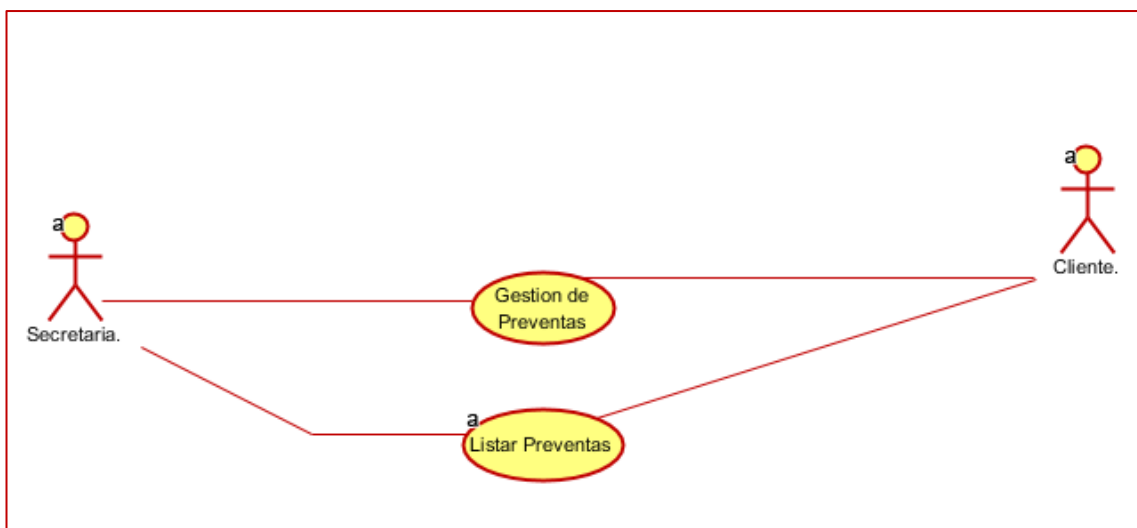 a
Cliente.
a
Secretaria.
Gestion de
Preventas
a
Listar Preventas